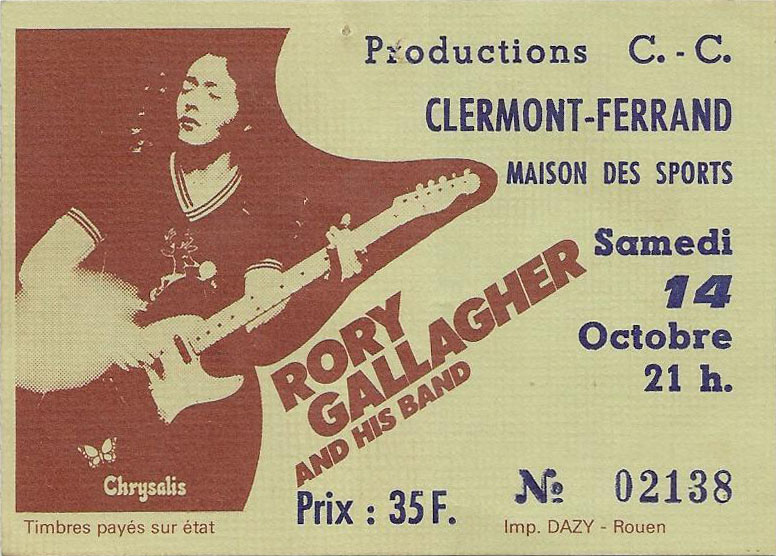 Productions C.-C.
CLERMONT-FERRAND
MAISON DES SPORTS
Samedi
14
Octobre
21 h.
RORY
GALLAGHER
AND HIS BAND
Chrysalis
Prix : 35 F.
Nº 02138
Timbres payés sur état
Imp. DAZY - Rouen